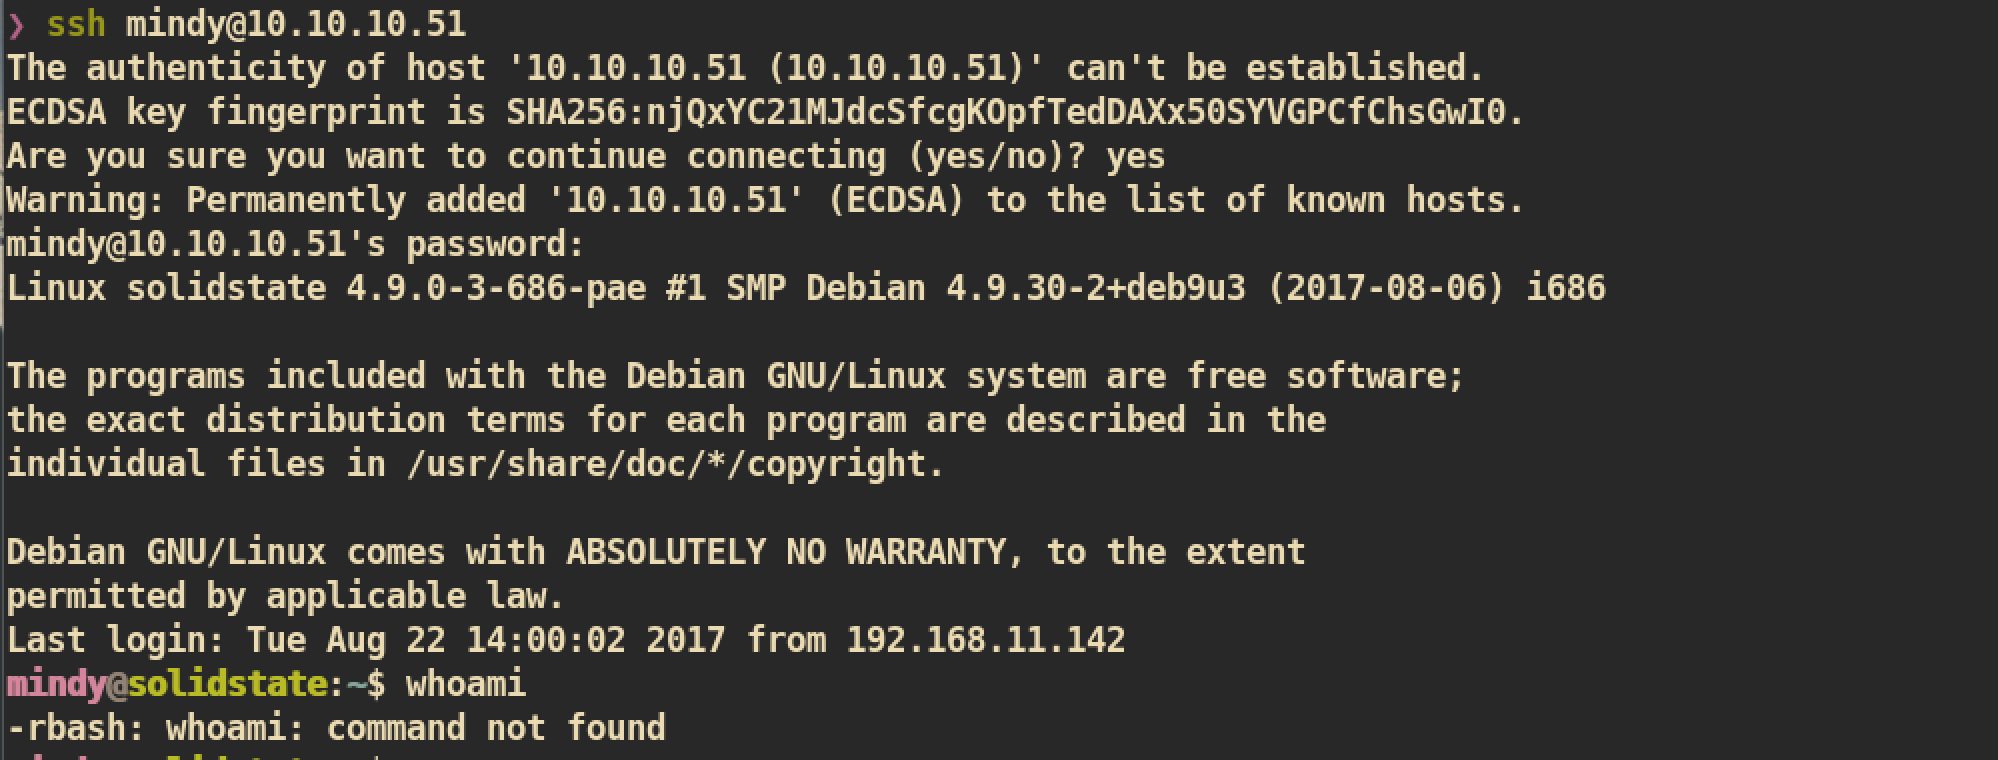 ❯ ssh mindy@10.10.10.51
The authenticity of host '10.10.10.51 (10.10.10.51)' can't be established.
ECDSA key fingerprint is SHA256:njQxYC21MJdcSfcgKOpfTedDAXx50SYVGPCfChsGwI0.
Are you sure you want to continue connecting (yes/no)? yes
Warning: Permanently added '10.10.10.51' (ECDSA) to the list of known hosts.
mindy@10.10.10.51's password:
Linux solidstate 4.9.0-3-686-pae #1 SMP Debian 4.9.30-2+deb9u3 (2017-08-06) i686
The programs included with the Debian GNU/Linux system are free software;
the exact distribution terms for each program are described in the
individual files in /usr/share/doc/*/copyright.
Debian GNU/Linux comes with ABSOLUTELY NO WARRANTY, to the extent
permitted by applicable law.
Last login: Tue Aug 22 14:00:02 2017 from 192.168.11.142
mindy@solidstate:~$ whoami
-rbash: whoami: command not found